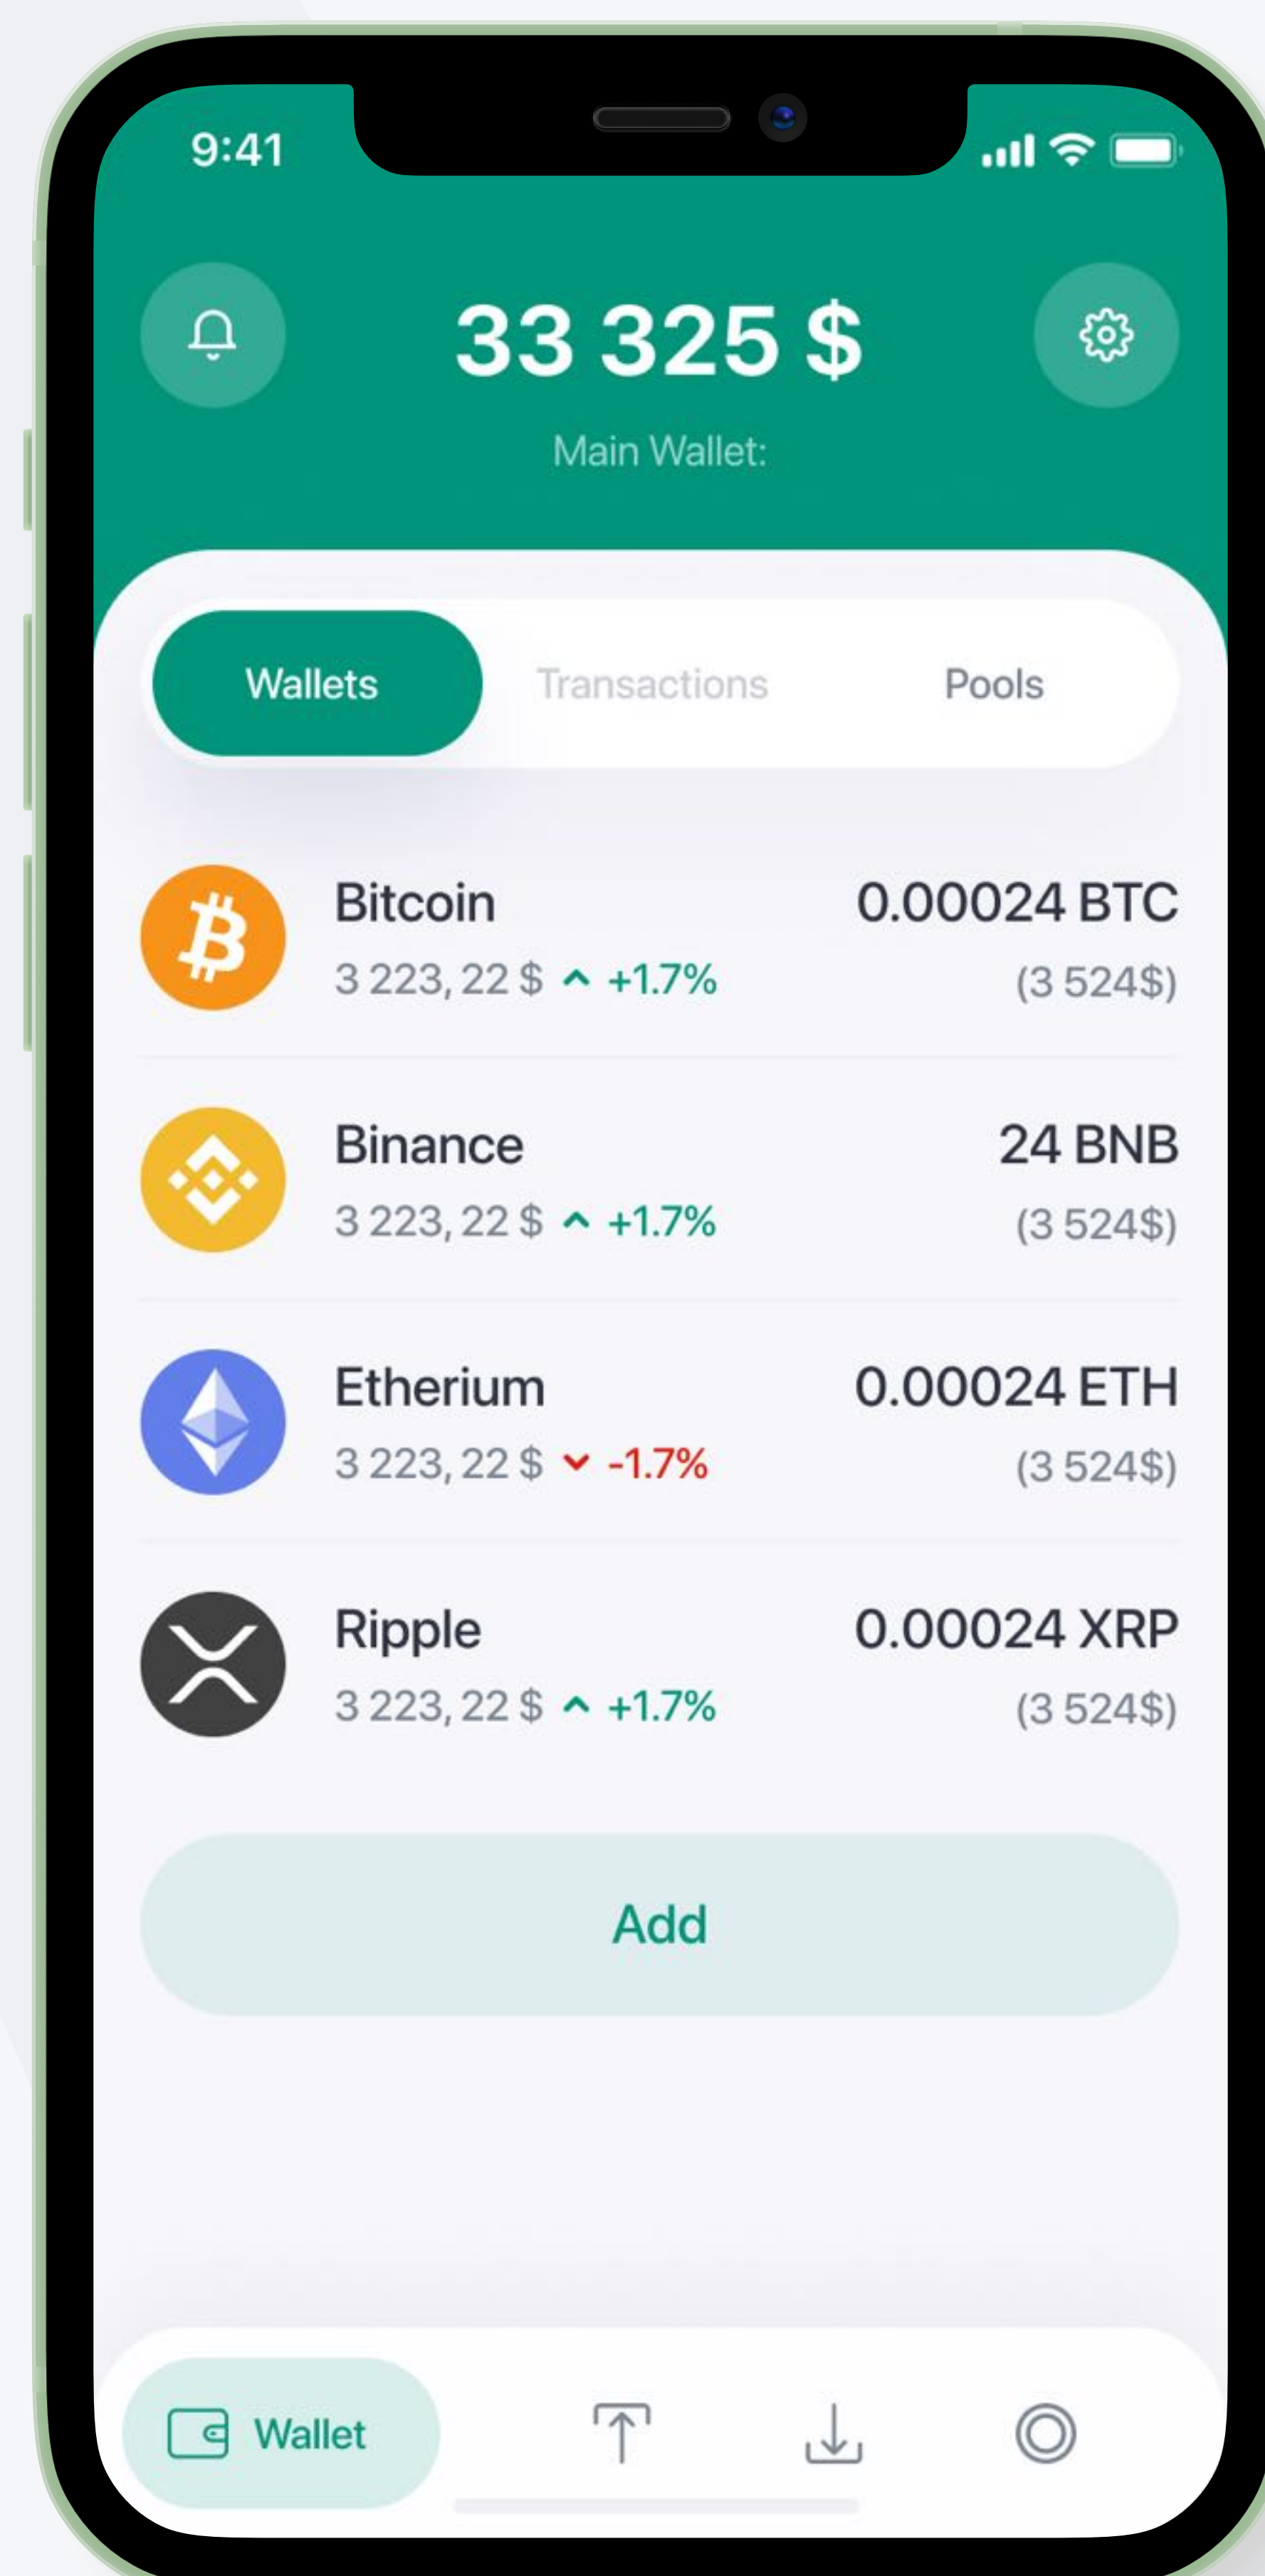 9:41
33 325 $
Main Wallet:
Wallets Transactions Pools
Bitcoin 0.00024 BTC
3 223, 22 $ +1.7% (3 524$)
Binance 24 BNB
3 223, 22 $ +1.7% (3 524$)
Etherium 0.00024 ETH
3 223, 22 $ -1.7% (3 524$)
Ripple 0.00024 XRP
3 223, 22 $ +1.7% (3 524$)
Add
Wallet